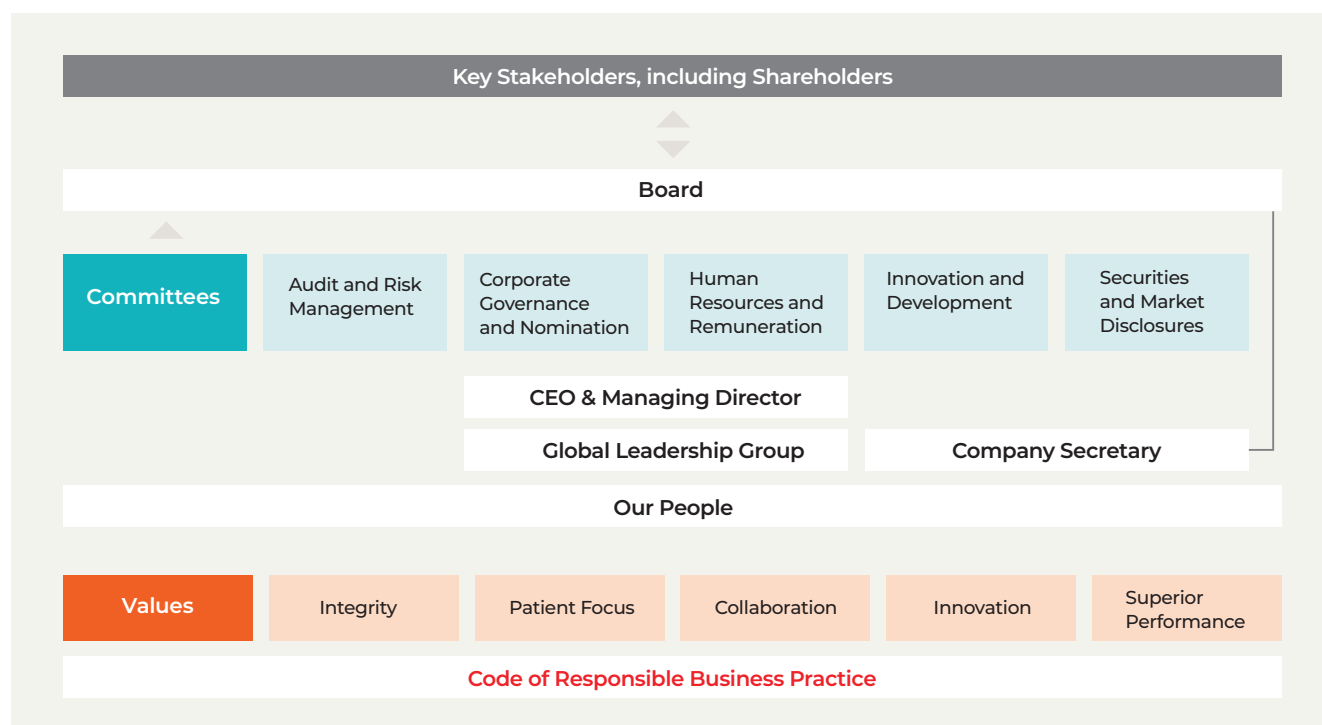 Key Stakeholders, including Shareholders
Board
Committees
Audit and Risk
Management
Corporate
Governance
and Nomination
Human
Resources and
Remuneration
Innovation and
Development
Securities
and Market
Disclosures
CEO & Managing Director
Global Leadership Group
Company Secretary
Our People
Values
Integrity
Patient Focus
Collaboration
Innovation
Superior
Performance
Code of Responsible Business Practice